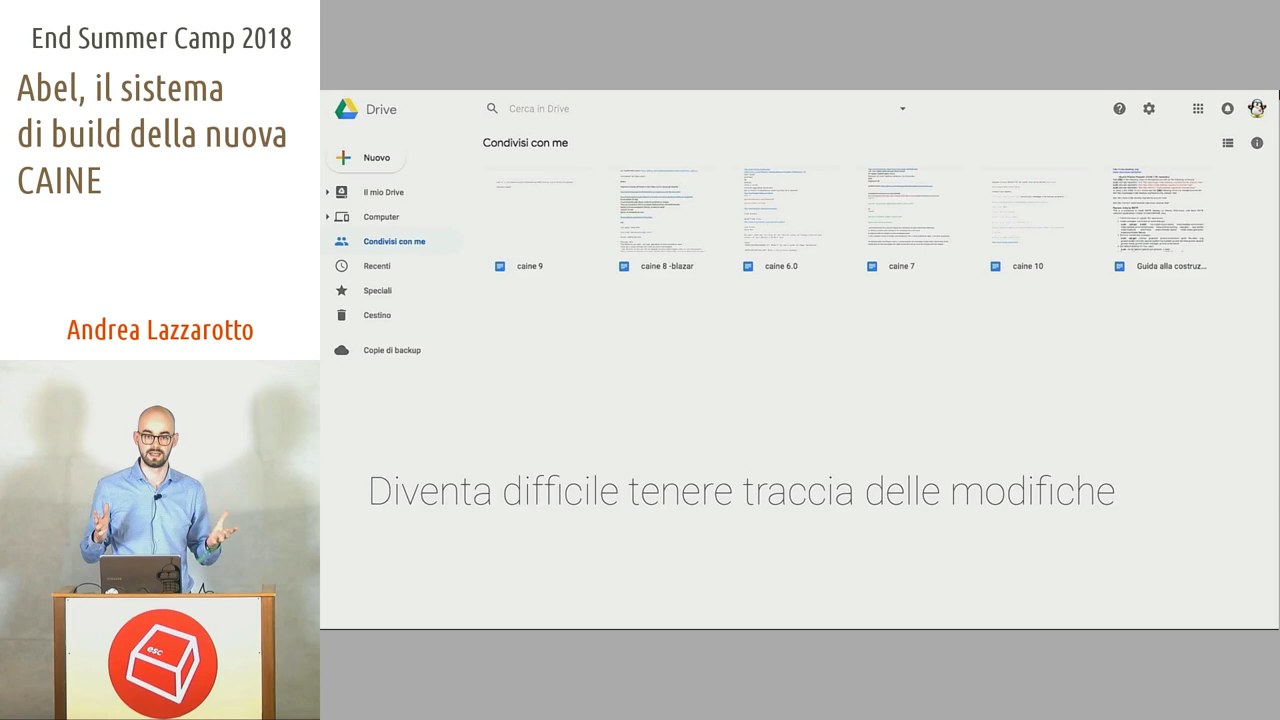 End Summer Camp 2018
Abel, il sistema
di build della nuova
CAINE
Andrea Lazzarotto
esc
Drive
Cerca in Drive
Condivisi con me
Nuovo
Il mio Drive
Computer
Condivisi con me
Recenti
Speciali
Cestino
Copie di backup
caine 9
caine 8 -blazar
caine 6.0
caine 7
caine 10
Guida alla costruz...
Diventa difficile tenere traccia delle modifiche